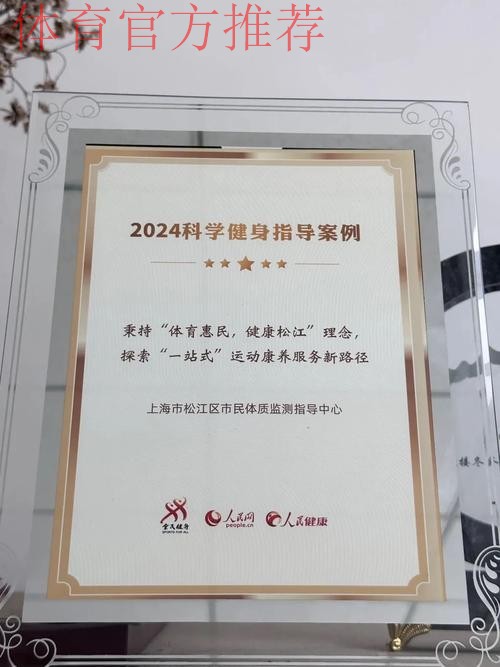 体育官方推荐
2024科学健身指导案例
秉持“体育惠民，健康松江”理念，
探索“一站式”运动康养服务新路径
上海市松江区市民体质监测指导中心
全民健身
SPORTS FOR ALL
人民网
people.cn
人民健康